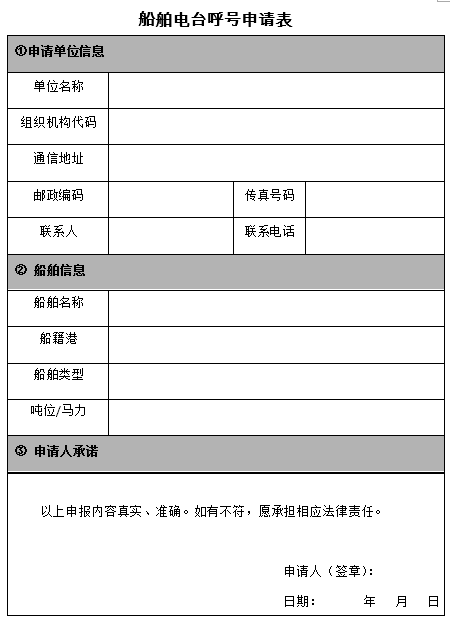 船舶电台呼号申请表
①申请单位信息
单位名称
组织机构代码
通信地址
邮政编码 传真号码
联系人 联系电话
② 船舶信息
船舶名称
船籍港
船舶类型
吨位/马力
③ 申请人承诺
以上申报内容真实、准确。如有不符，愿承担相应法律责任。
申请人（签章）：
日期： 年 月 日